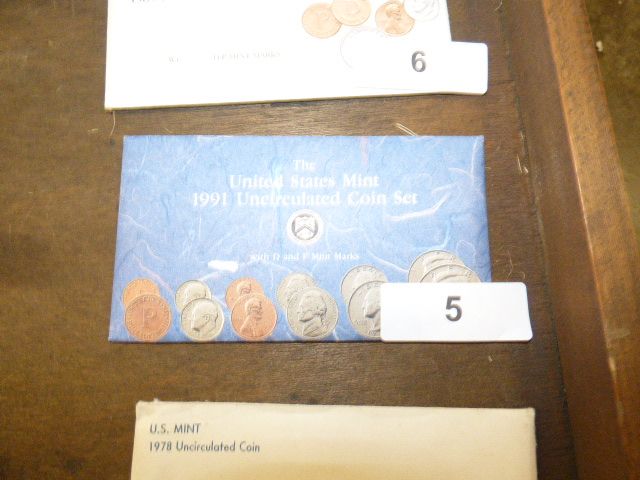 6
The
United States Mint
1991 Uncirculated Coin Set
with D and P Mint Marks
5
U.S. MINT
1978 Uncirculated Coin